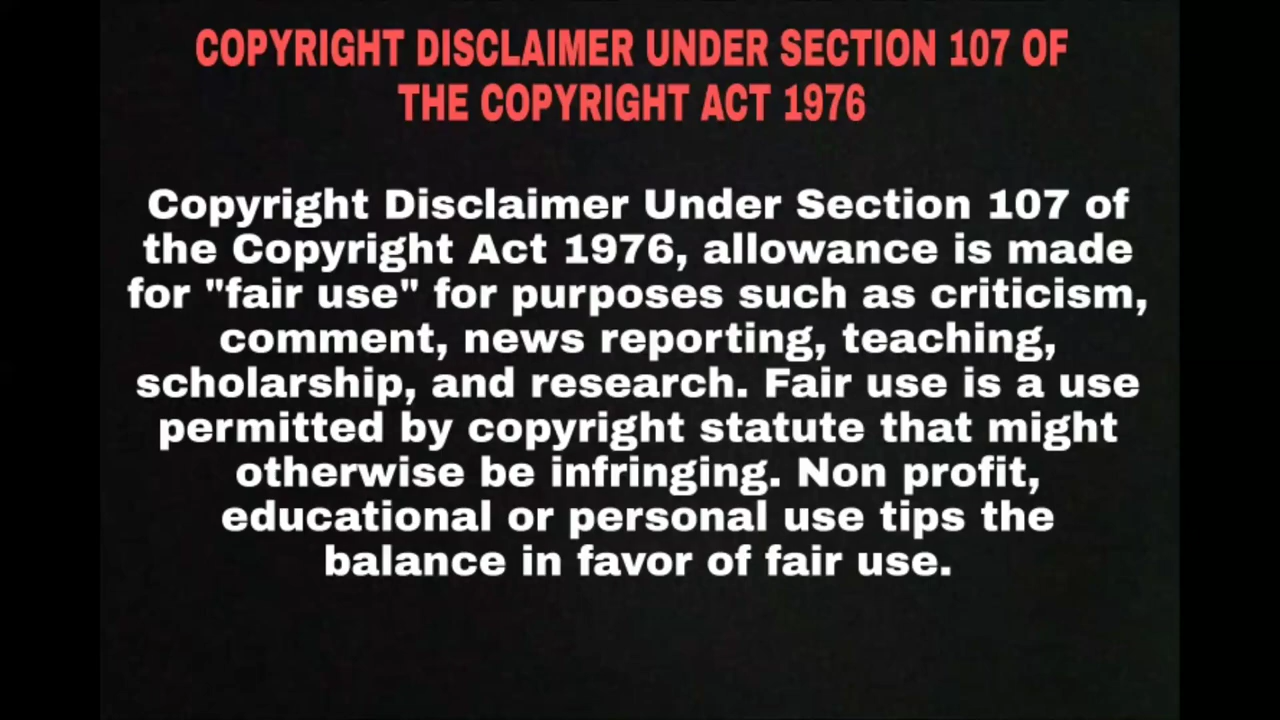 COPYRIGHT DISCLAIMER UNDER SECTION 107 OF
THE COPYRIGHT ACT 1976
Copyright Disclaimer Under Section 107 of
the Copyright Act 1976, allowance is made
for "fair use" for purposes such as criticism,
comment, news reporting, teaching,
scholarship, and research. Fair use is a use
permitted by copyright statute that might
otherwise be infringing. Non profit,
educational or personal use tips the
balance in favor of fair use.